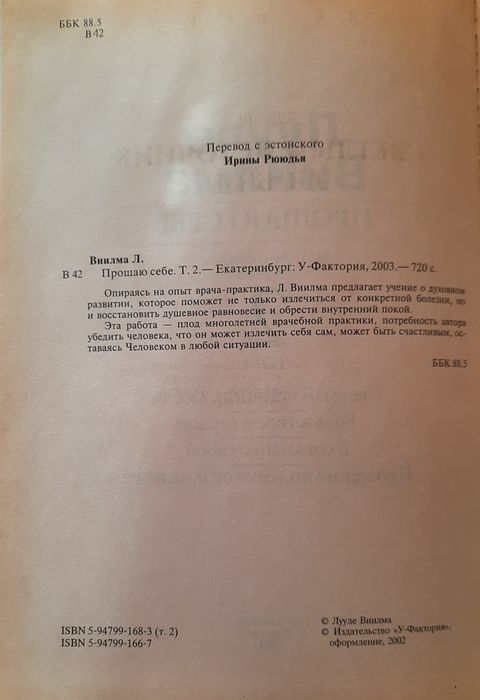 ББК 88.5
В 42
Перевод с эстонского
Ирины Рююдья
Виилма Л.
В 42 Прощаю себе. Т. 2.— Екатеринбург: У-Фактория, 2003.— 720 с.
Опираясь на опыт врача-практика, Л. Виилма предлагает учение о духовном
развитии, которое поможет не только излечиться от конкретной болезни, но
и восстановить душевное равновесие и обрести внутренний покой.
Эта работа — плод многолетней врачебной практики, потребность автора
убедить человека, что он может излечить себя сам, может быть счастливым, ос-
таваясь Человеком в любой ситуации.
ББК 88.5
ISBN 5-94799-168-3 (т. 2)
ISBN 5-94799-166-7
© Лууле Виилма
© Издательство «У-Фактория»,
оформление, 2002